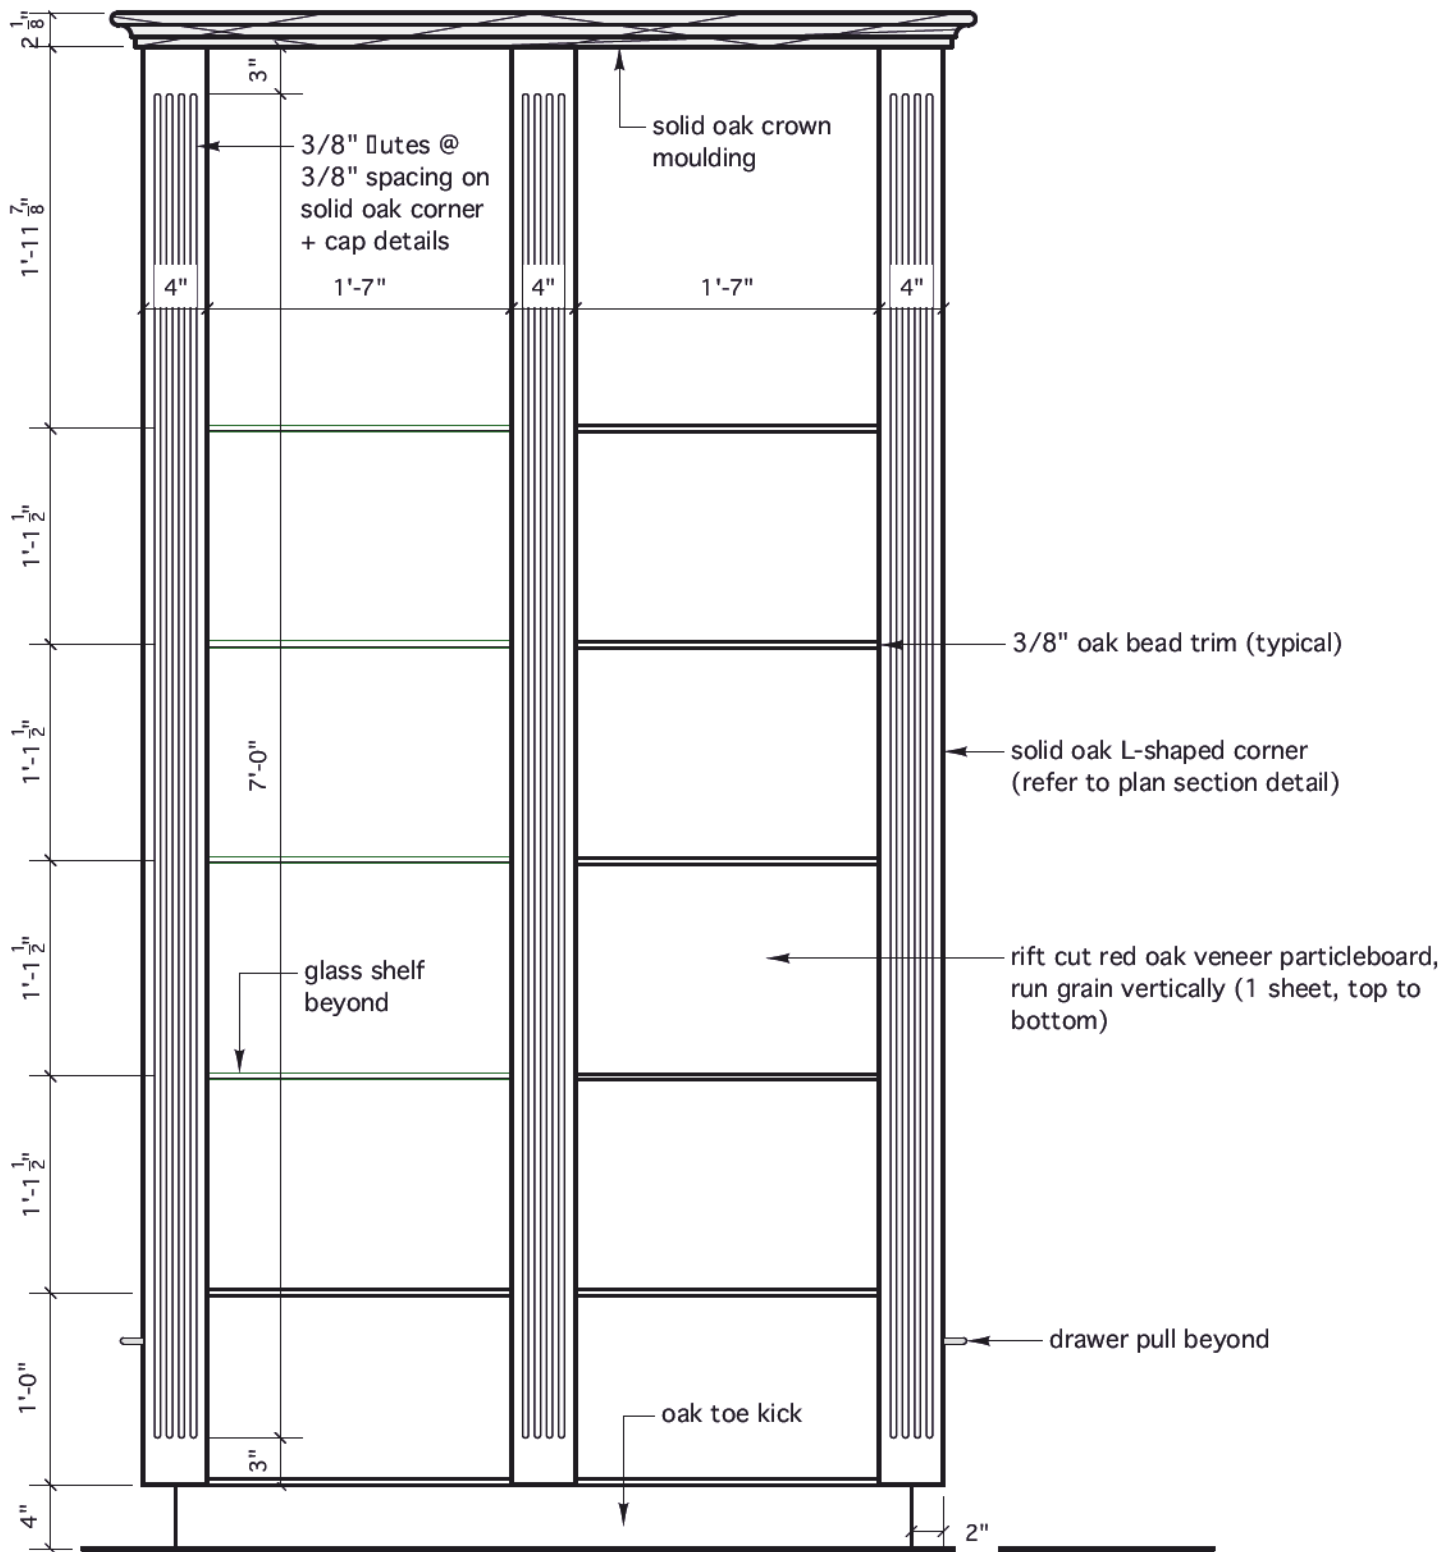 2 1/8"
3"
solid oak crown
moulding
3/8" ▯utes @
3/8" spacing on
solid oak corner
+ cap details
1'-11 7/8"
4"
1'-7"
4"
1'-7"
4"
1'-1 1/2"
3/8" oak bead trim (typical)
1'-1 1/2"
7'-0"
solid oak L-shaped corner
(refer to plan section detail)
1'-1 1/2"
glass shelf
beyond
rift cut red oak veneer particleboard,
run grain vertically (1 sheet, top to
bottom)
1'-1 1/2"
drawer pull beyond
1'-0"
oak toe kick
3"
4"
2"